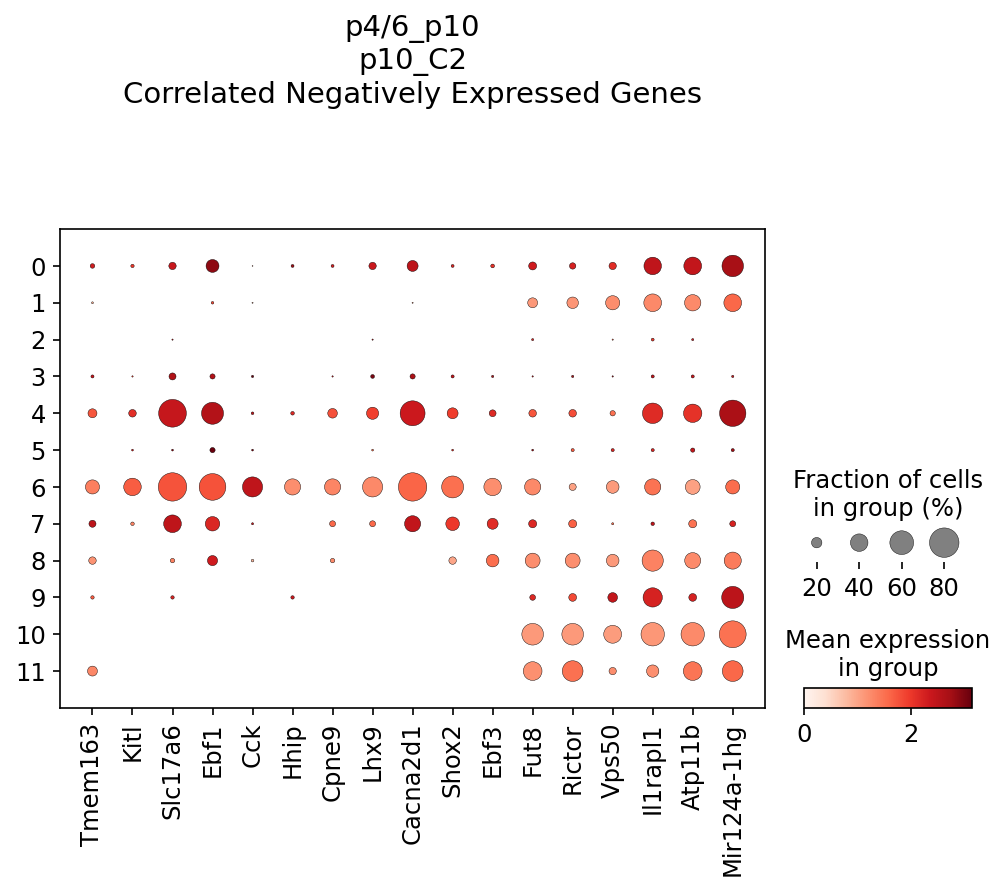 p4/6_p10
p10_C2
Correlated Negatively Expressed Genes
0
1
2
3
4
5
6
7
8
9
10
11
Tmem163
Kitl
Slc17a6
Ebf1
Cck
Hhip
Cpne9
Lhx9
Cacna2d1
Shox2
Ebf3
Fut8
Rictor
Vps50
Il1rapl1
Atp11b
Mir124a-1hg
Fraction of cells
in group (%)
20 40 60 80
Mean expression
in group
0 2